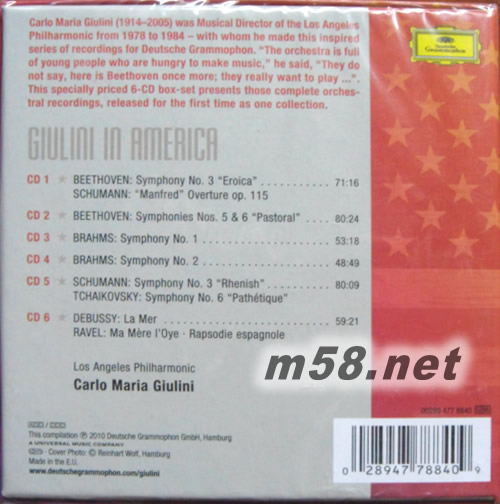 Carlo Maria Giulini (1914–2005) was Musical Director of the Los Angeles
Philharmonic from 1978 to 1984 – with whom he made this inspired
series of recordings for Deutsche Grammophon. “The orchestra is full
of young people who are hungry to make music,” he said, “They do
not say, here is Beethoven once more; they really want to play ...”.
This specially priced 6-CD box-set presents those complete orches-
tral recordings, released for the first time as one collection.
Deutsche
Grammophon
GIULINI IN AMERICA
CD 1 ★ BEETHOVEN: Symphony No. 3 “Eroica” .................. 71:16
SCHUMANN: “Manfred” Overture op. 115
CD 2 ★ BEETHOVEN: Symphonies Nos. 5 & 6 “Pastoral” ........ 80:24
CD 3 ★ BRAHMS: Symphony No. 1 ........................... 53:18
CD 4 ★ BRAHMS: Symphony No. 2 ........................... 48:49
CD 5 ★ SCHUMANN: Symphony No. 3 “Rhenish” ............... 80:09
TCHAIKOVSKY: Symphony No. 6 “Pathétique”
CD 6 ★ DEBUSSY: La Mer .................................. 59:21
RAVEL: Ma Mère l’Oye · Rapsodie espagnole
m58.net
Los Angeles Philharmonic
Carlo Maria Giulini
This compilation ℗ 2010 Deutsche Grammophon GmbH, Hamburg
A UNIVERSAL MUSIC COMPANY
Cover Photo: © Reinhart Wolf, Hamburg
Made in the E.U.
www.deutschegrammophon.com/giulini
477 8840
0 28947 78840 9